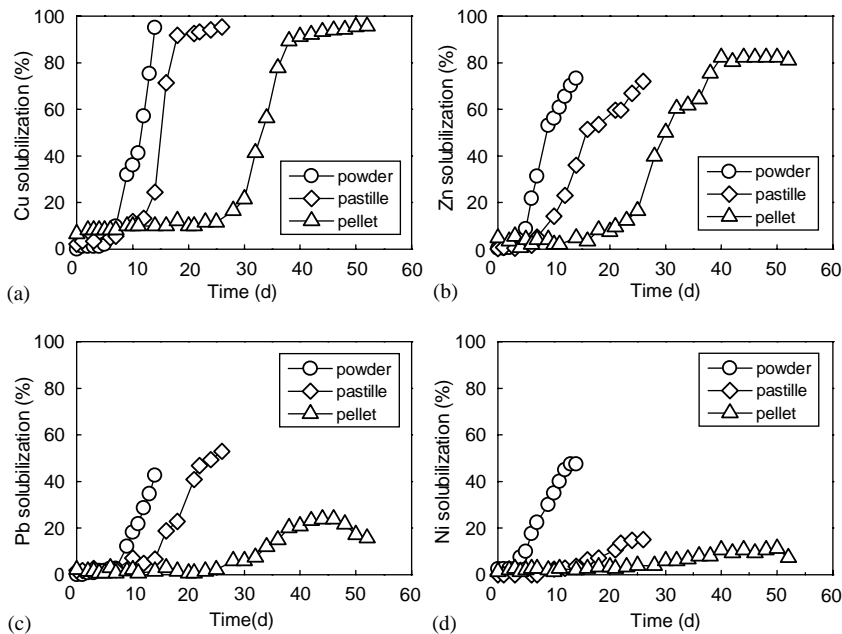 100
80
60
40
20
0
Cu solubilization (%)
powder
pastille
pellet
0 10 20 30 40 50 60
Time (d)
(a)
100
80
60
40
20
0
Zn solubilization (%)
powder
pastille
pellet
0 10 20 30 40 50 60
Time (d)
(b)
100
80
60
40
20
0
Pb solubilization (%)
powder
pastille
pellet
0 10 20 30 40 50 60
Time(d)
(c)
100
80
60
40
20
0
Ni solubilization (%)
powder
pastille
pellet
0 10 20 30 40 50 60
Time (d)
(d)